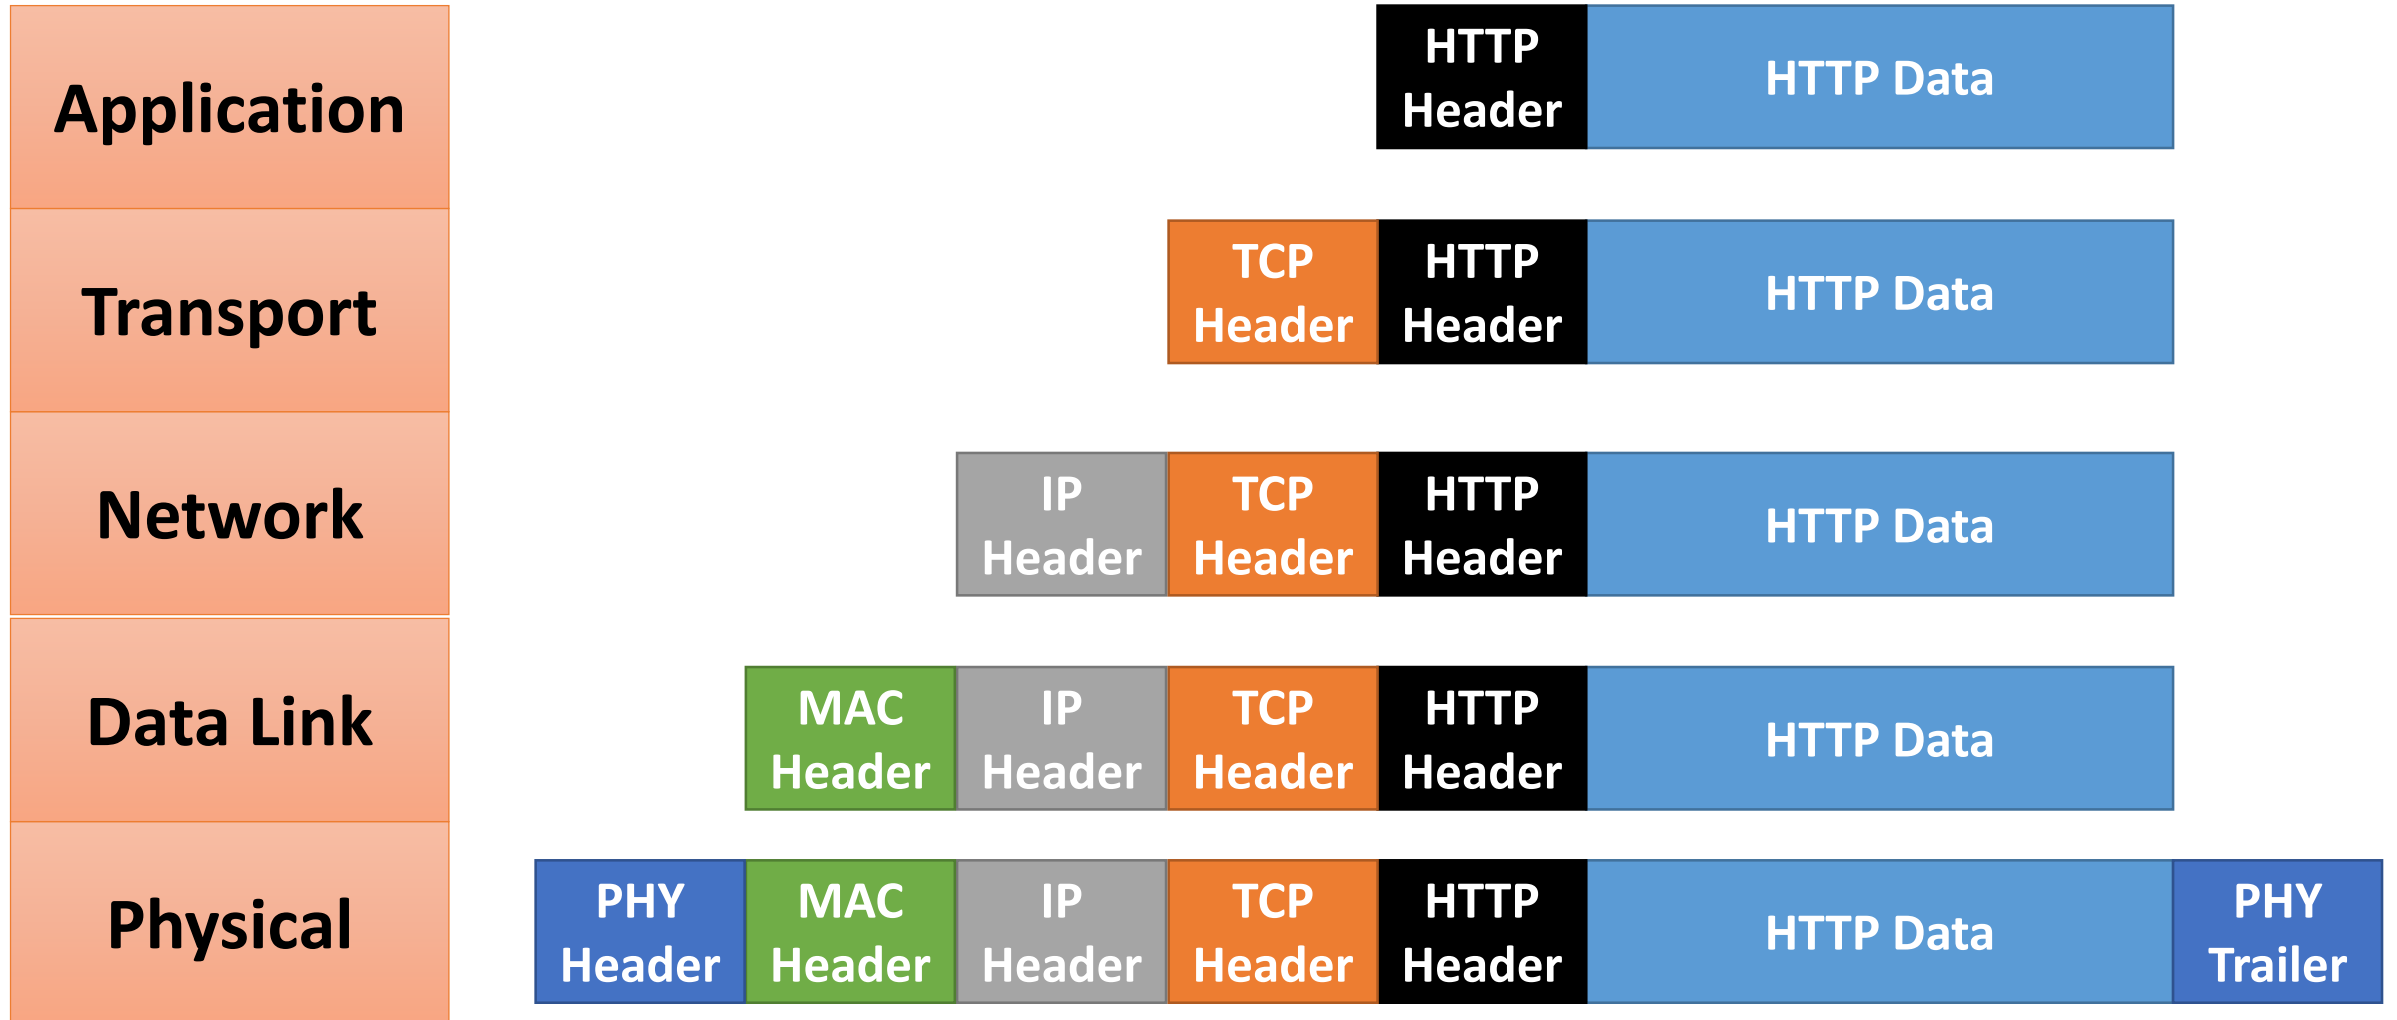 Application
HTTP
Header
HTTP Data
Transport
TCP
Header
HTTP
Header
HTTP Data
Network
IP
Header
TCP
Header
HTTP
Header
HTTP Data
Data Link
MAC
Header
IP
Header
TCP
Header
HTTP
Header
HTTP Data
Physical
PHY
Header
MAC
Header
IP
Header
TCP
Header
HTTP
Header
HTTP Data
PHY
Trailer